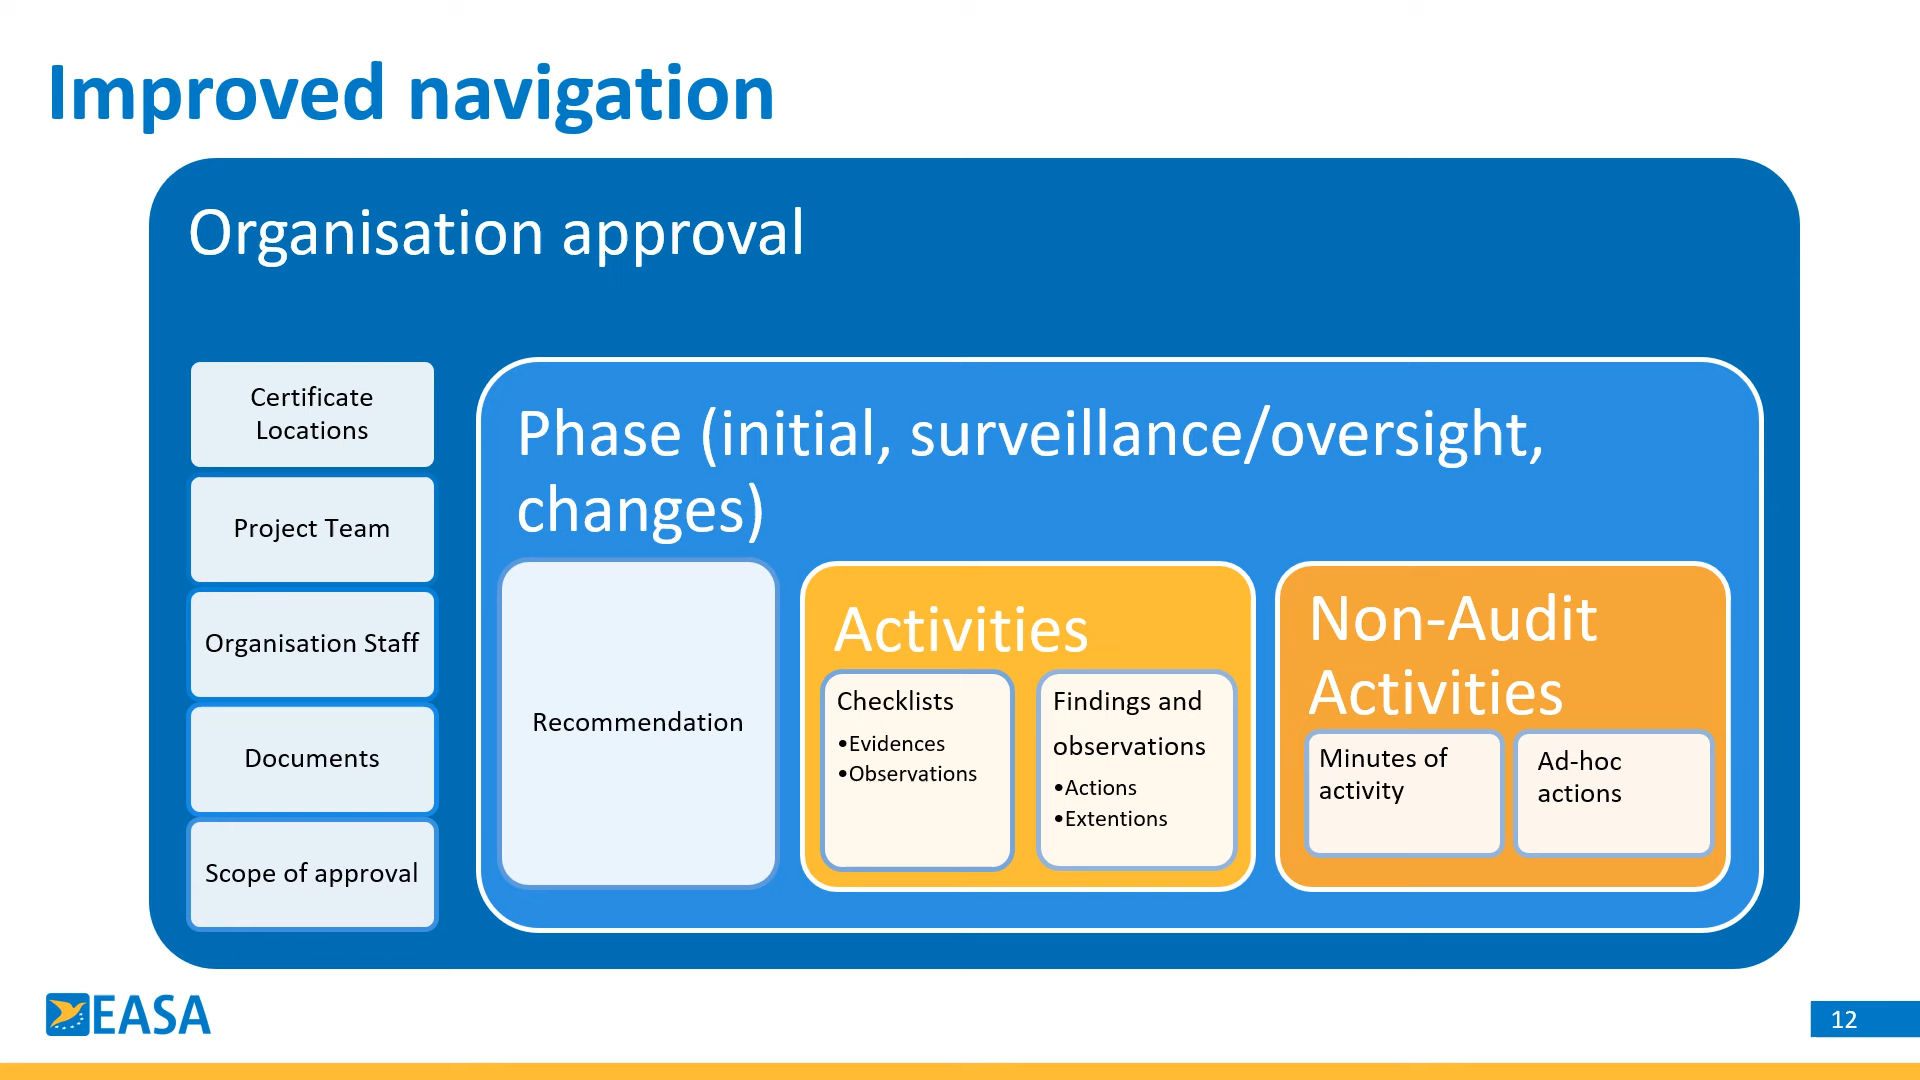 Improved navigation
Organisation approval
Certificate
Locations
Project Team
Organisation Staff
Documents
Scope of approval
Phase (initial, surveillance/oversight,
changes)
Recommendation
Activities
Checklists
•Evidences
•Observations
Findings and
observations
•Actions
•Extentions
Non-Audit
Activities
Minutes of
activity
Ad-hoc
actions
EASA
12